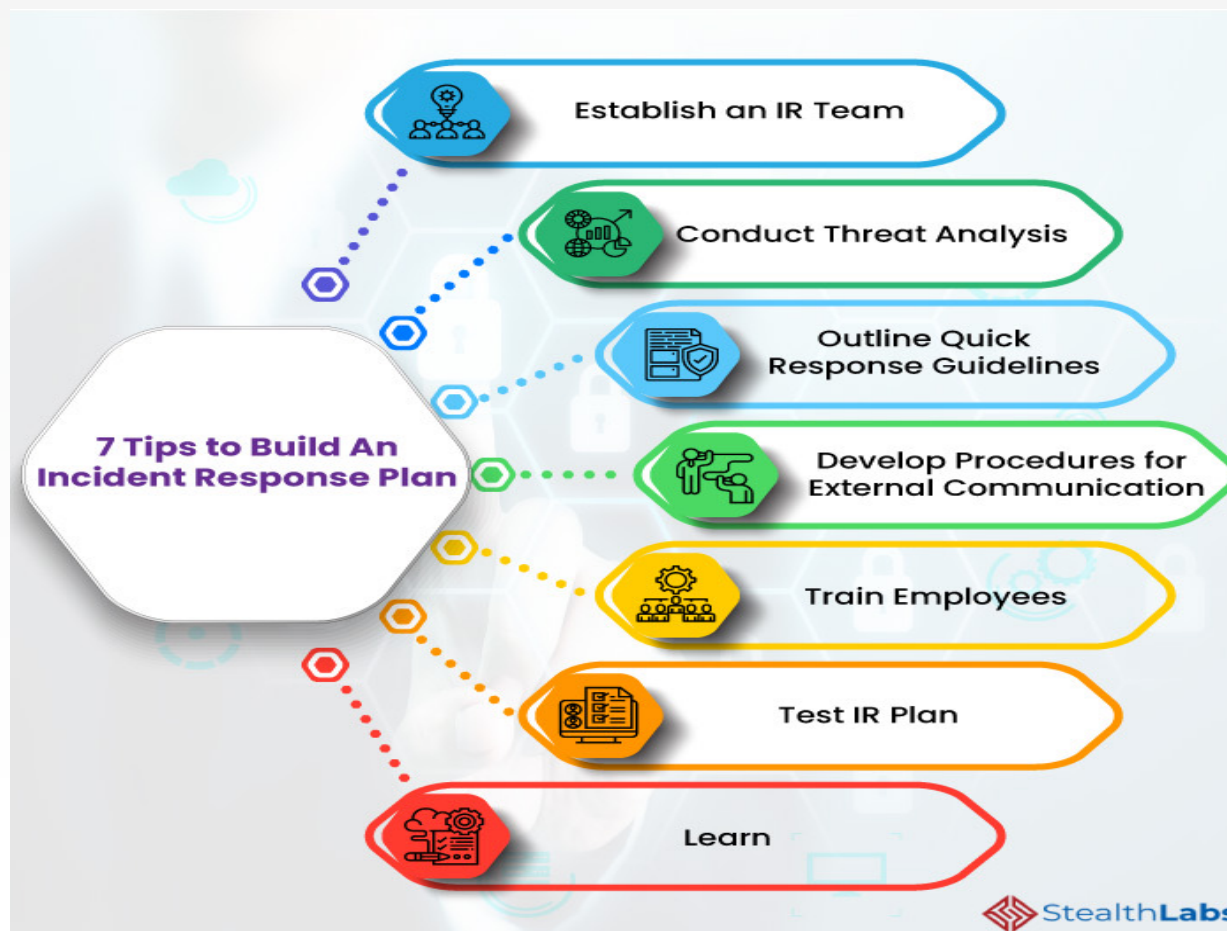 Establish an IR Team
Conduct Threat Analysis
Outline Quick
Response Guidelines
7 Tips to Build An
Incident Response Plan
Develop Procedures for
External Communication
Train Employees
Test IR Plan
Learn
StealthLabs